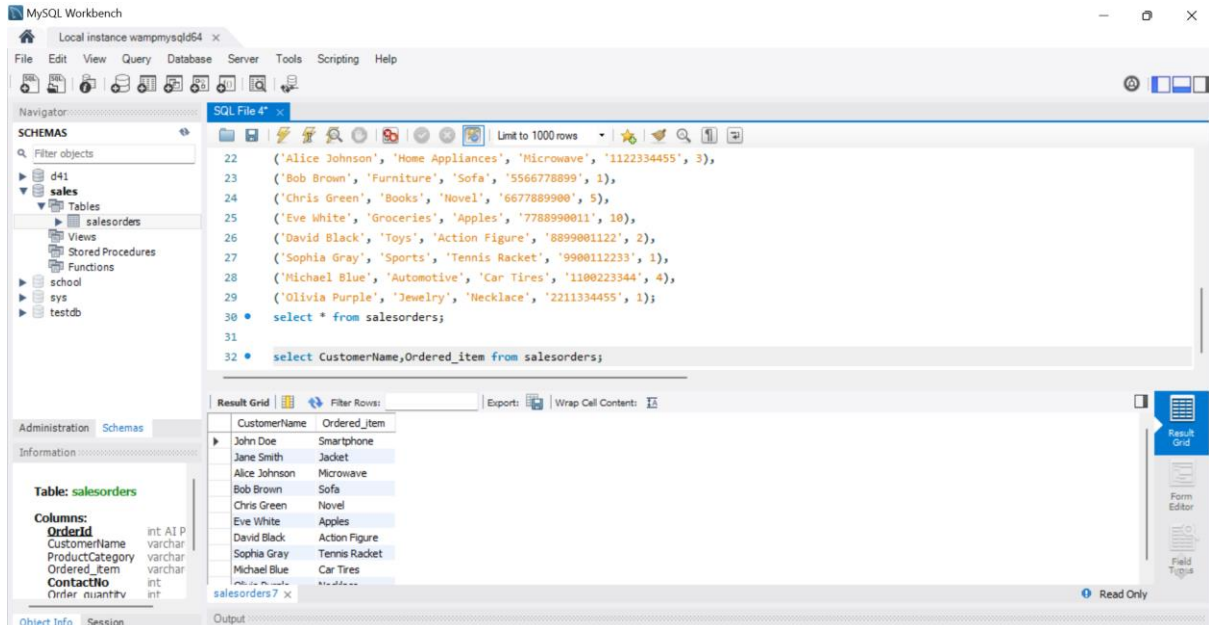 MySQL Workbench
Local instance wampmysqld64
File Edit View Query Database Server Tools Scripting Help
Navigator
SCHEMAS
Filter objects
d41
sales
Tables
salesorders
Views
Stored Procedures
Functions
school
sys
testdb
Administration Schemas
Information
Table: salesorders
Columns:
OrderId int AI P
CustomerName varchar
ProductCategory varchar
Ordered_item varchar
ContactNo int
Order_quantity int
Object Info Session
SQL File 4*
Limit to 1000 rows
22 ('Alice Johnson', 'Home Appliances', 'Microwave', '1122334455', 3),
23 ('Bob Brown', 'Furniture', 'Sofa', '5566778899', 1),
24 ('Chris Green', 'Books', 'Novel', '6677889900', 5),
25 ('Eve White', 'Groceries', 'Apples', '7788990011', 10),
26 ('David Black', 'Toys', 'Action Figure', '8899001122', 2),
27 ('Sophia Gray', 'Sports', 'Tennis Racket', '9900112233', 1),
28 ('Michael Blue', 'Automotive', 'Car Tires', '1100223344', 4),
29 ('Olivia Purple', 'Jewelry', 'Necklace', '2211334455', 1);
30 select * from salesorders;
31
32 select CustomerName,Ordered_item from salesorders;
Result Grid Filter Rows: Export: Wrap Cell Content:
CustomerName Ordered_item
John Doe Smartphone
Jane Smith Jacket
Alice Johnson Microwave
Bob Brown Sofa
Chris Green Novel
Eve White Apples
David Black Action Figure
Sophia Gray Tennis Racket
Michael Blue Car Tires
Olivia Purple Necklace
Result Grid
Form Editor
Field Types
salesorders 7
Read Only
Output